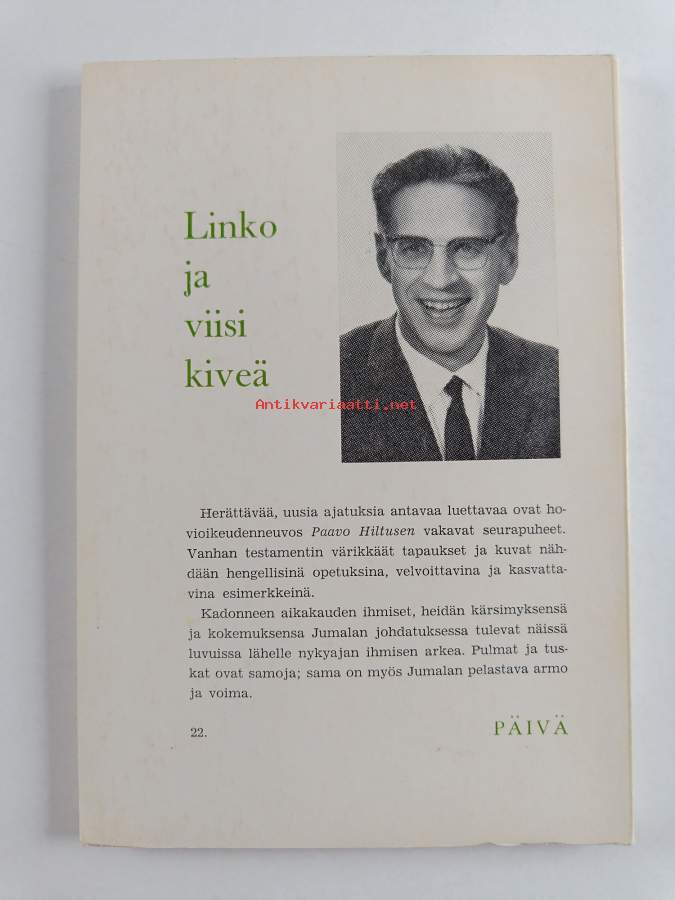 Linko
ja
viisi
kiveä
Antikvariaatti.net
Herättävää, uusia ajatuksia antavaa luettavaa ovat ho-
vioikeudenneuvos Paavo Hiltusen vakavat seurapuheet.
Vanhan testamentin värikkäät tapaukset ja kuvat näh-
dään hengellisinä opetuksina, velvoittavina ja kasvatta-
vina esimerkkeinä.
Kadonneen aikakauden ihmiset, heidän kärsimyksensä
ja kokemuksensa Jumalan johdatuksessa tulevat näissä
luvuissa lähelle nykyajan ihmisen arkea. Pulmat ja tus-
kat ovat samoja; sama on myös Jumalan pelastava armo
ja voima.
22.
PÄIVÄ